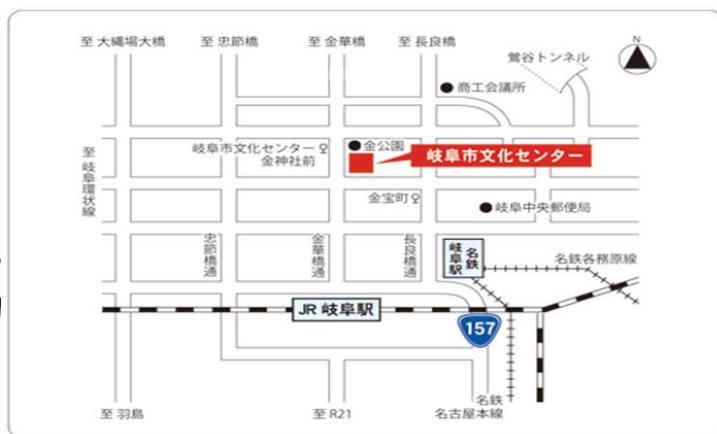 至 大縄場大橋
至 忠節橋
至 金華橋
至 長良橋
N
鶯谷トンネル
商工会議所
至 岐阜環状線
岐阜市文化センター
金神社前
金公園
岐阜市文化センター
金宝町
岐阜中央郵便局
忠節橋通
金華橋通
長良橋通
名鉄
岐阜駅
名鉄各務原線
JR 岐阜駅
157
至 羽島
至 R21
名鉄
名古屋本線